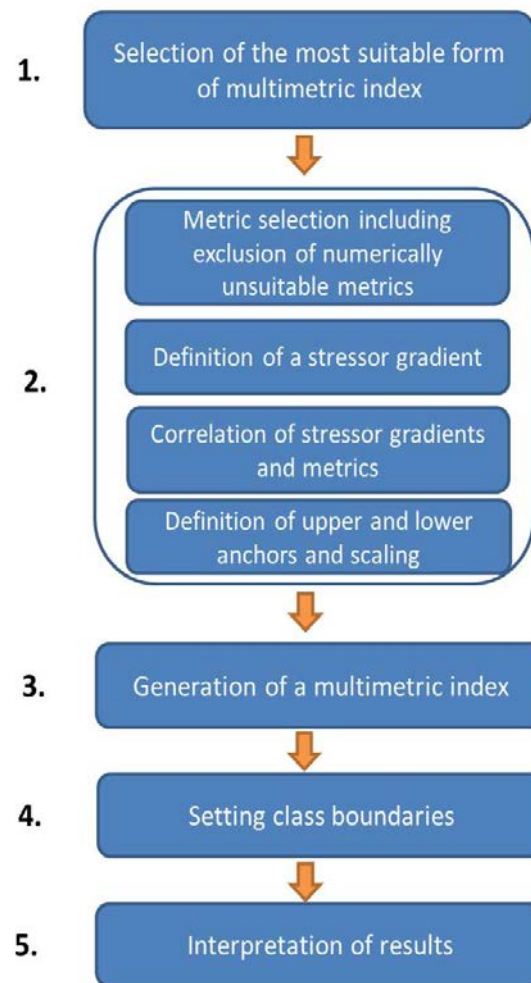 1.
Selection of the most suitable form
of multimetric index
2.
Metric selection including
exclusion of numerically
unsuitable metrics
Definition of a stressor gradient
Correlation of stressor gradients
and metrics
Definition of upper and lower
anchors and scaling
3.
Generation of a multimetric index
4.
Setting class boundaries
5.
Interpretation of results